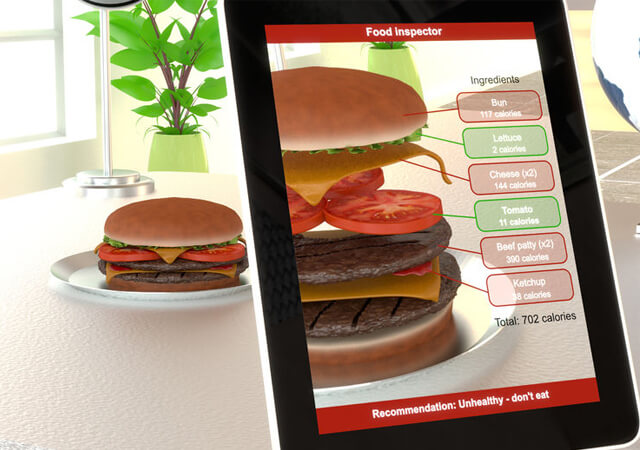 Food Inspector
Ingredients
Bun
117 calories
Lettuce
2 calories
Cheese (x2)
144 calories
Tomato
11 calories
Beef patty (x2)
390 calories
Ketchup
38 calories
Total: 702 calories
Recommendation: Unhealthy - don't eat